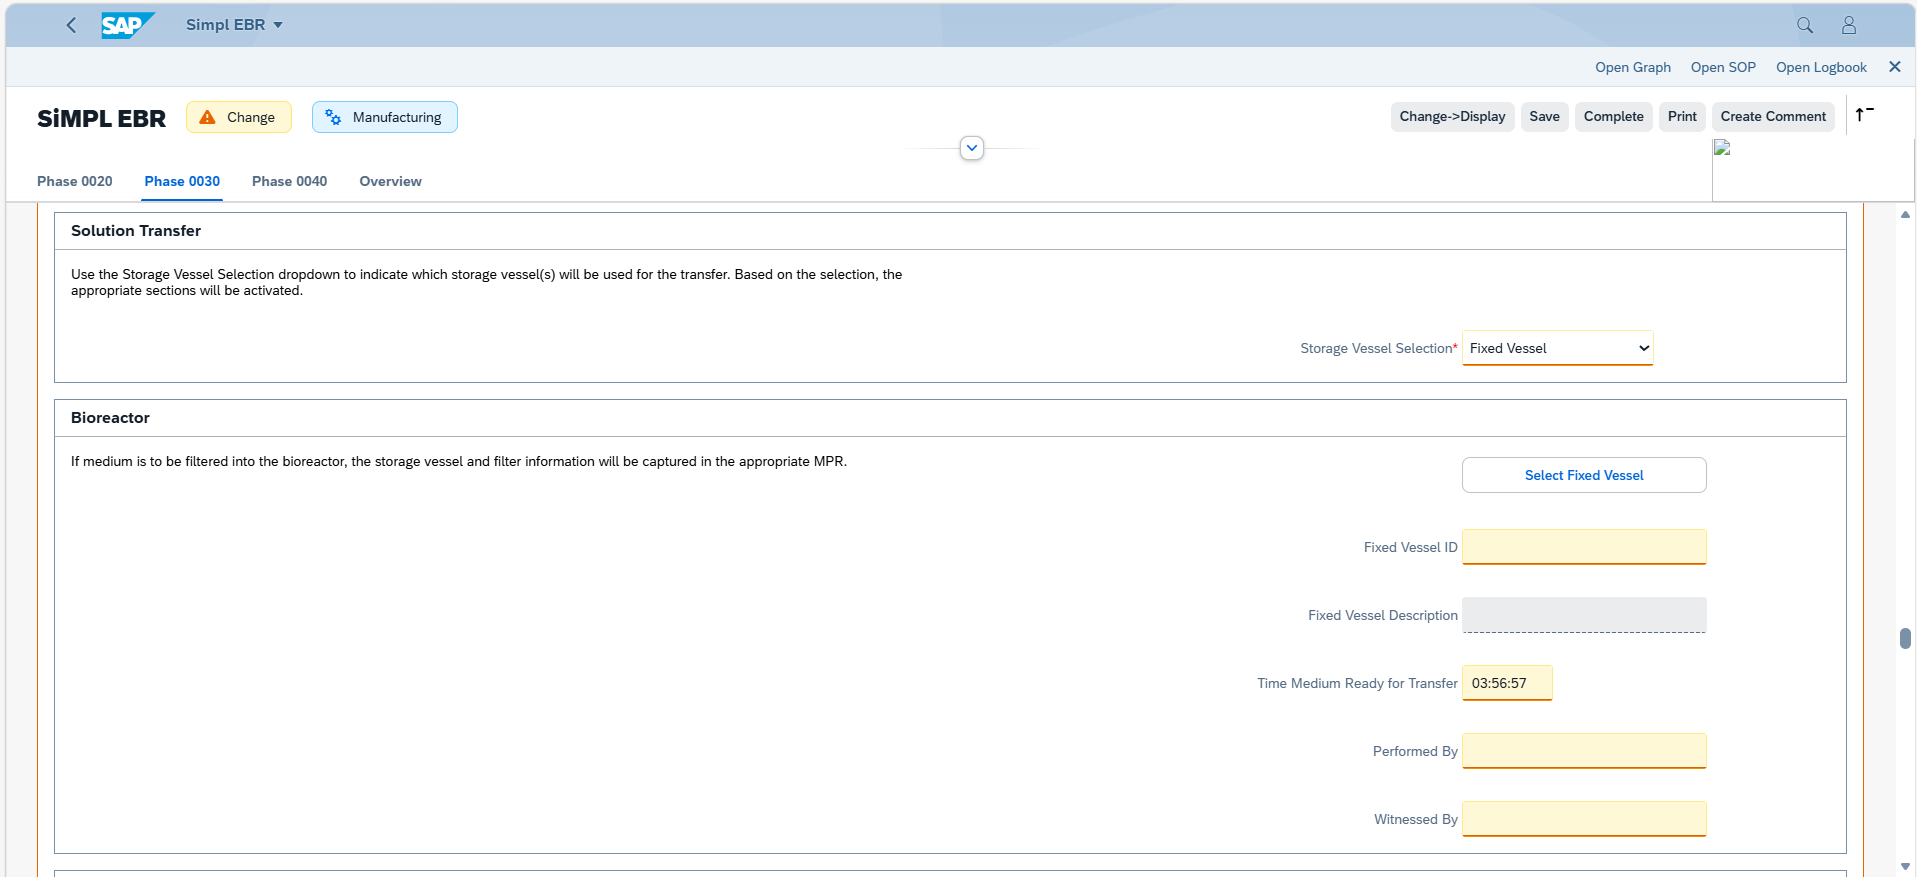 SAP
Simpl EBR
Open Graph Open SOP Open Logbook
SiMPL EBR Change Manufacturing Change->Display Save Complete Print Create Comment
Phase 0020 Phase 0030 Phase 0040 Overview
Solution Transfer
Use the Storage Vessel Selection dropdown to indicate which storage vessel(s) will be used for the transfer. Based on the selection, the
appropriate sections will be activated.
Storage Vessel Selection* Fixed Vessel
Bioreactor
If medium is to be filtered into the bioreactor, the storage vessel and filter information will be captured in the appropriate MPR.
Select Fixed Vessel
Fixed Vessel ID
Fixed Vessel Description
Time Medium Ready for Transfer 03:56:57
Performed By
Witnessed By